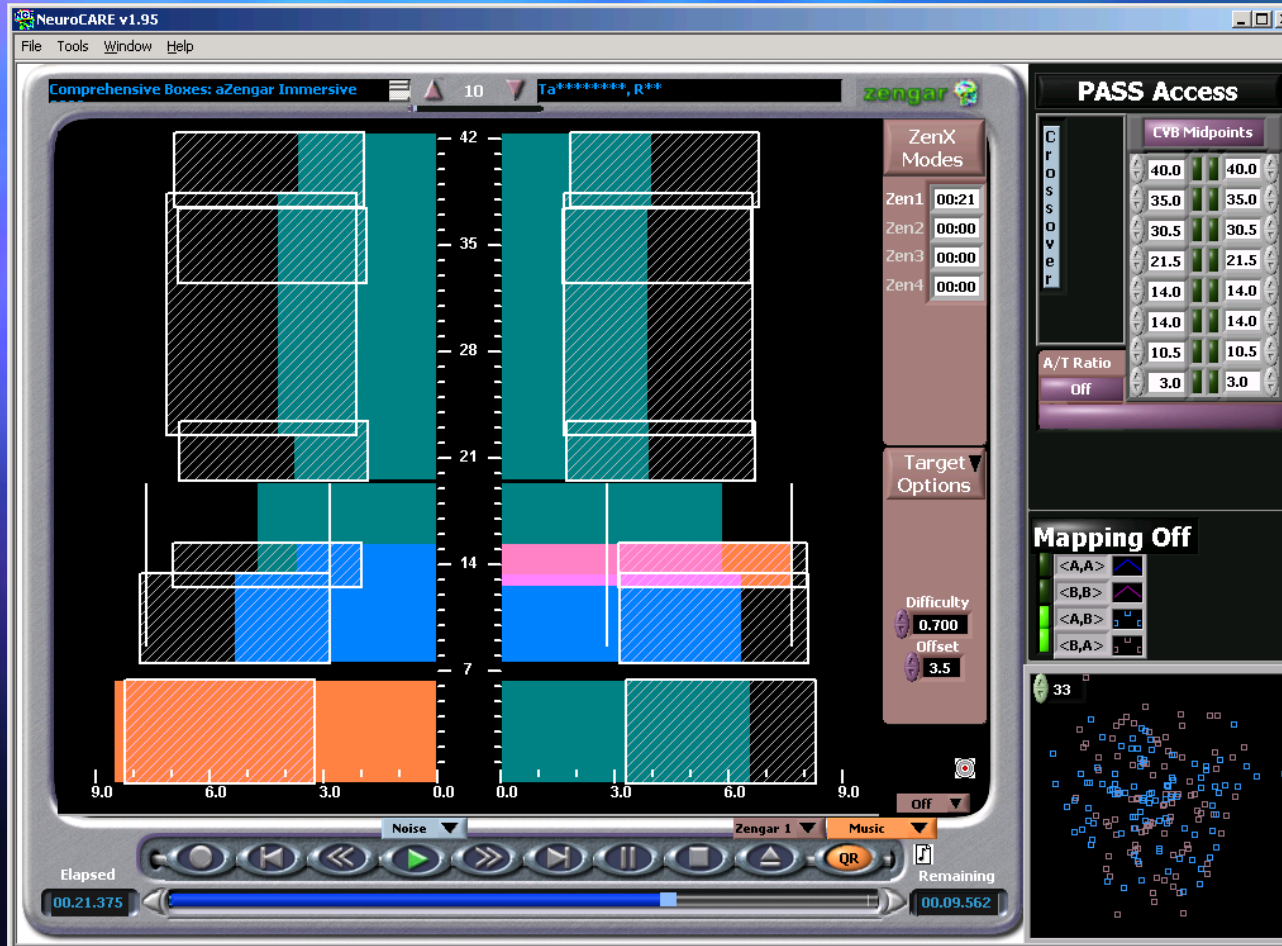 NeuroCARE v1.95
File Tools Window Help
Comprehensive Boxes: aZengar Immersive
10
Ta********, R**
zengar
42
35
28
21
14
7
9.0 6.0 3.0 0.0 0.0 3.0 6.0 9.0
ZenX
Modes
Zen1 00:21
Zen2 00:00
Zen3 00:00
Zen4 00:00
Target
Options
Difficulty
0.700
Offset
3.5
Off
Noise
Zengar 1
Music
QR
Elapsed
00.21.375
Remaining
00.09.562
PASS Access
Crossover
CVB Midpoints
40.0 40.0
35.0 35.0
30.5 30.5
21.5 21.5
14.0 14.0
14.0 14.0
10.5 10.5
3.0 3.0
A/T Ratio
Off
Mapping Off
<A,A>
<B,B>
<A,B>
<B,A>
33